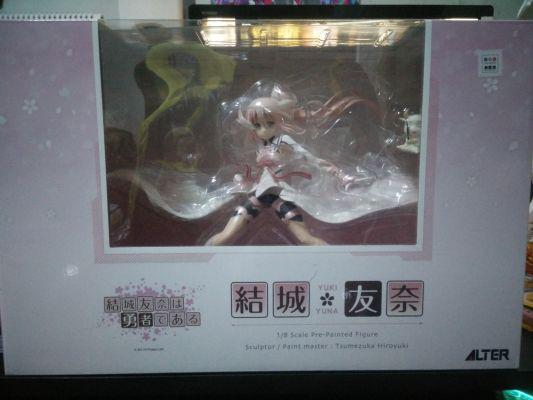 結城友奈は
勇者である
結城 YUKI YUNA 友奈
1/8 Scale Pre-Painted Figure
Sculptor / Paint master : Tsumezuka Hiroyuki
ALTER